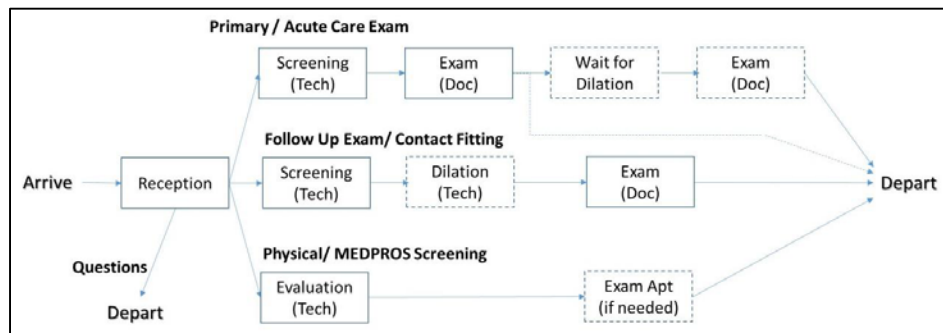 Primary / Acute Care Exam
Screening
(Tech)
Exam
(Doc)
Wait for
Dilation
Exam
(Doc)
Follow Up Exam/ Contact Fitting
Arrive
Reception
Screening
(Tech)
Dilation
(Tech)
Exam
(Doc)
Depart
Questions
Depart
Physical/ MEDPROS Screening
Evaluation
(Tech)
Exam Apt
(if needed)